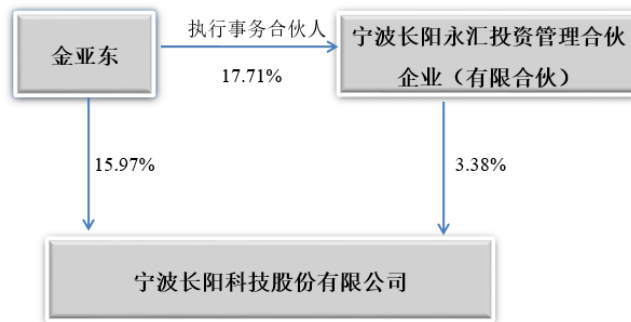 金亚东
执行事务合伙人
17.71%
宁波长阳永汇投资管理合伙
企业（有限合伙）
15.97%
3.38%
宁波长阳科技股份有限公司